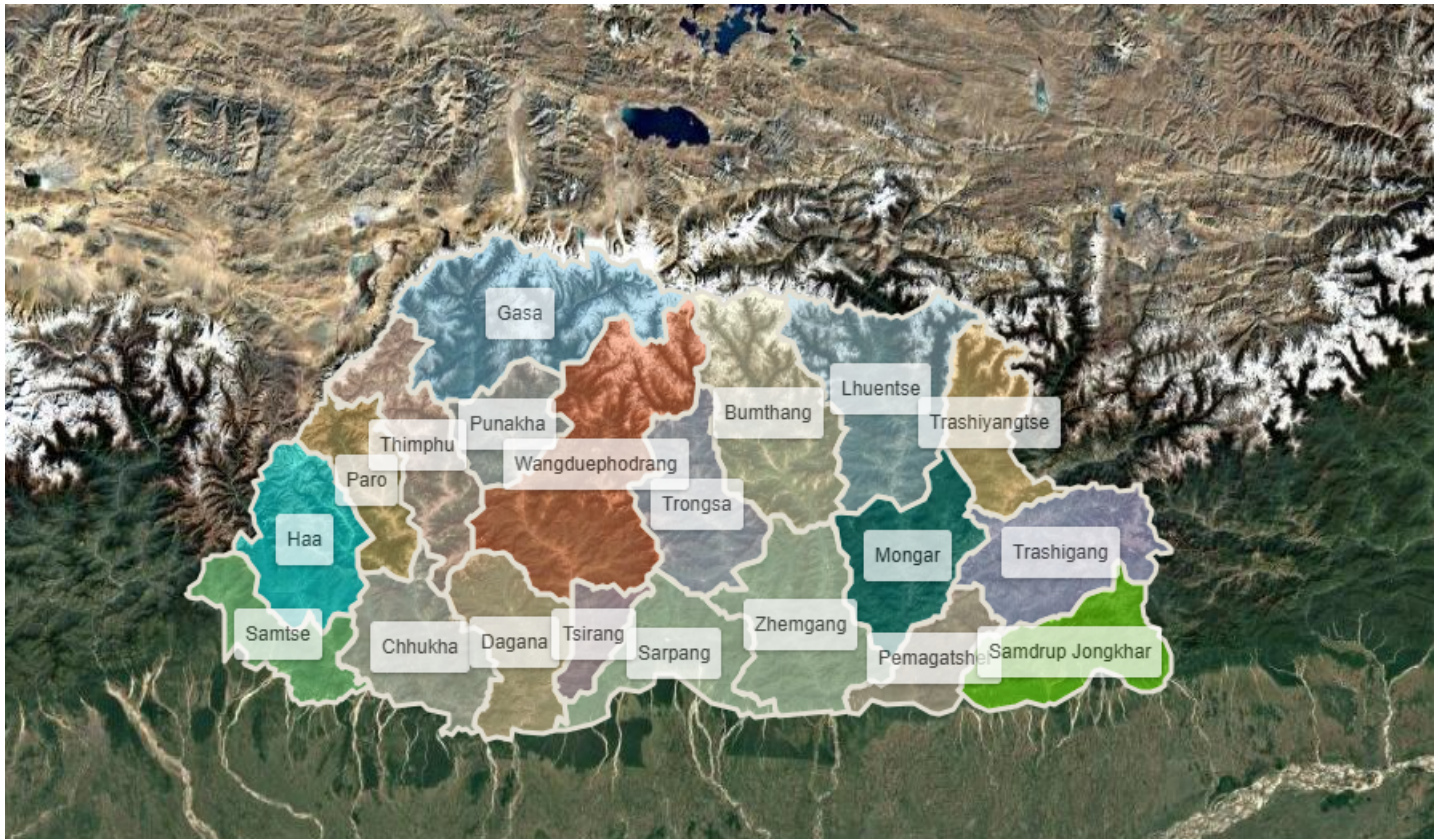 Gasa
Lhuentse
Bumthang
Punakha
Trashiyangtse
Thimphu
Wangduephodrang
Paro
Trongsa
Haa
Trashigang
Mongar
Zhemgang
Samtse
Tsirang
Dagana
Chhukha
Sarpang
Samdrup Jongkhar
Pemagatshe